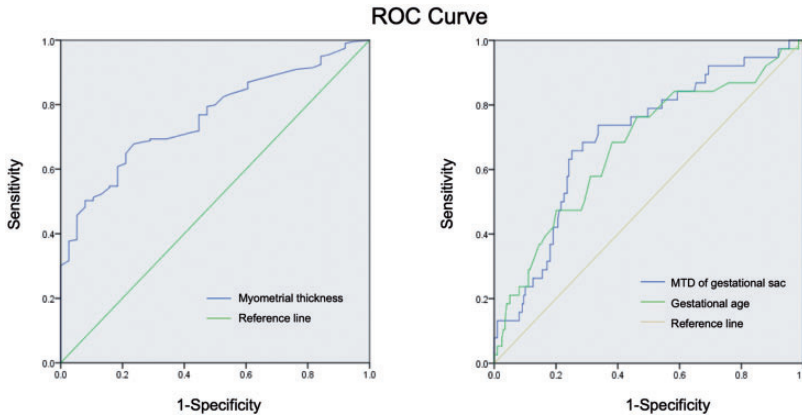 ROC Curve
1.0
0.8
0.6
0.4
0.2
0.0
Sensitivity
0.0
0.2
0.4
0.6
0.8
1.0
1-Specificity
Myometrial thickness
Reference line
1.0
0.8
0.6
0.4
0.2
0.0
Sensitivity
0.0
0.2
0.4
0.6
0.8
1.0
1-Specificity
MTD of gestational sac
Gestational age
Reference line